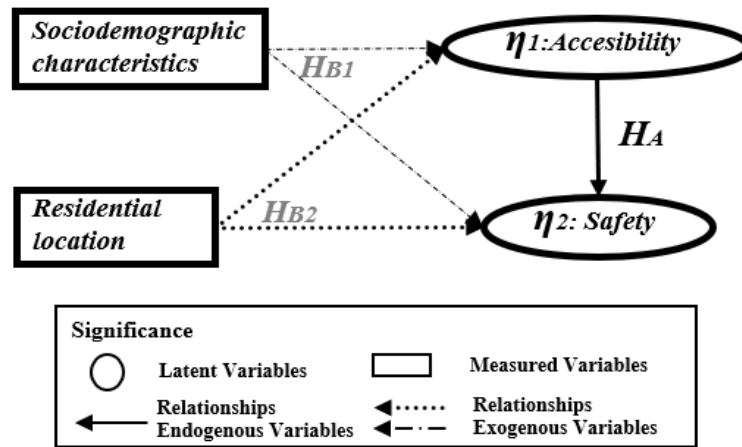 Sociodemographic
characteristics
η1:Accesibility
HB1
HA
Residential
location
HB2
η2: Safety
Significance
Latent Variables
Measured Variables
Relationships
Endogenous Variables
Relationships
Exogenous Variables